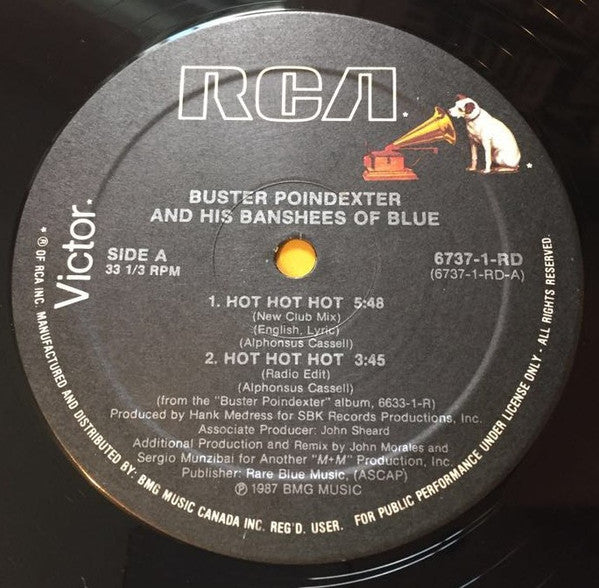 RCA
Victor.
BUSTER POINDEXTER
AND HIS BANSHEES OF BLUE
SIDE A
33 1/3 RPM
6737-1-RD
(6737-1-RD-A)
1. HOT HOT HOT 5:48
(New Club Mix)
(English, Lyric)
(Alphonsus Cassell)
2. HOT HOT HOT 3:45
(Radio Edit)
(Alphonsus Cassell)
(from the "Buster Poindexter" album, 6633-1-R)
Produced by Hank Medress for SBK Records Productions, Inc.
Associate Producer: John Sheard
Additional Production and Remix by John Morales and
Sergio Munzibai for Another "M+M" Production, Inc.
Publisher: Rare Blue Music, (ASCAP)
℗ 1987 BMG MUSIC
* ® OF RCA INC. MANUFACTURED AND DISTRIBUTED BY: BMG MUSIC CANADA INC. REG'D. USER. FOR PUBLIC PERFORMANCE UNDER LICENSE ONLY - ALL RIGHTS RESERVED.